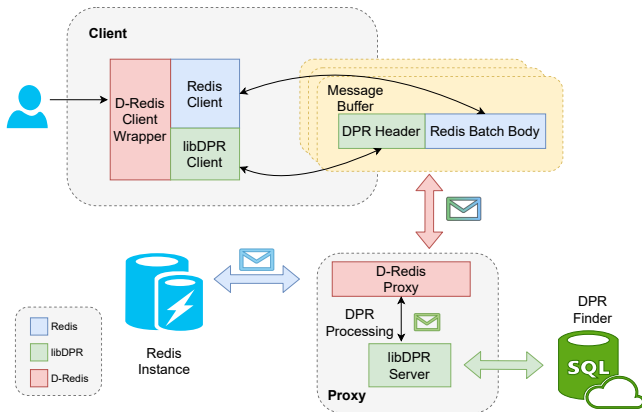 Client
D-Redis
Client
Wrapper
Redis
Client
libDPR
Client
Message
Buffer
DPR Header
Redis Batch Body
Redis
Instance
D-Redis
Proxy
DPR
Processing
libDPR
Server
Proxy
DPR
Finder
SQL
Redis
libDPR
D-Redis